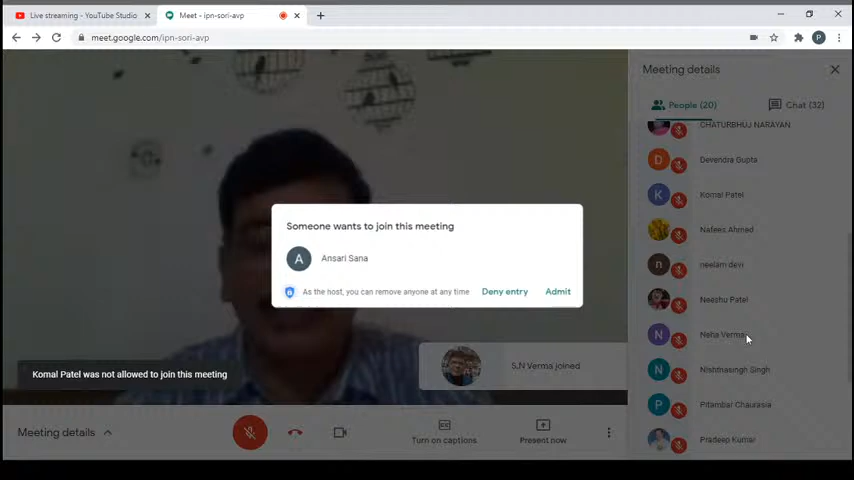 Live streaming - YouTube Studio
Meet - ipn-sori-avp
meet.google.com/ipn-sori-avp
P
Meeting details
People (20)
Chat (32)
CHATURBHUJ NARAYAN
D
Devendra Gupta
K
Komal Patel
Nafees Ahmed
n
neelam devi
Neeshu Patel
N
Neha Verma
N
Nishthasingh Singh
P
Pitambar Chaurasia
Pradeep Kumar
Someone wants to join this meeting
A
Ansari Sana
As the host, you can remove anyone at any time
Deny entry
Admit
Komal Patel was not allowed to join this meeting
S.N Verma joined
Meeting details
Turn on captions
Present now